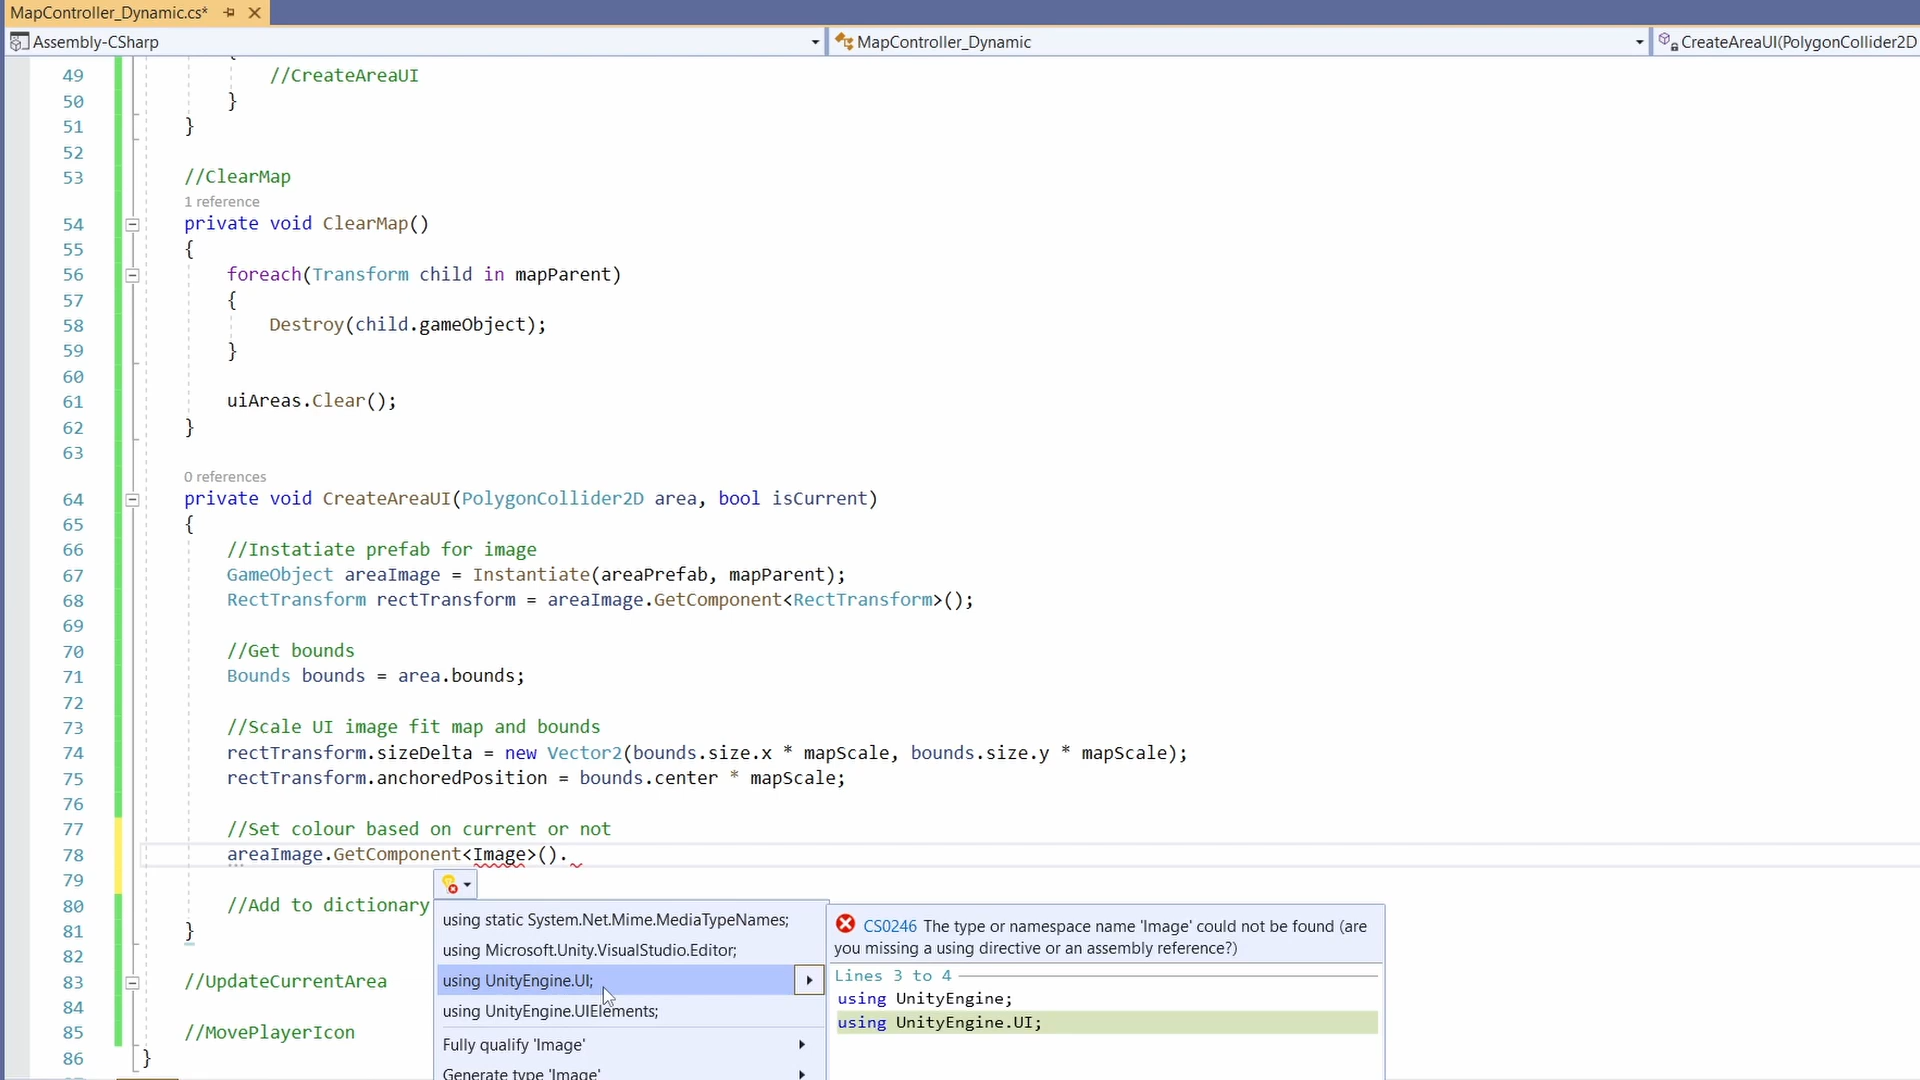 MapController_Dynamic.cs*
Assembly-CSharp
MapController_Dynamic
CreateAreaUI(PolygonCollider2D
49 //CreateAreaUI
50 }
51 }
52
53 //ClearMap
1 reference
54 private void ClearMap()
55 {
56 foreach(Transform child in mapParent)
57 {
58 Destroy(child.gameObject);
59 }
60
61 uiAreas.Clear();
62 }
63
0 references
64 private void CreateAreaUI(PolygonCollider2D area, bool isCurrent)
65 {
66 //Instatiate prefab for image
67 GameObject areaImage = Instantiate(areaPrefab, mapParent);
68 RectTransform rectTransform = areaImage.GetComponent<RectTransform>();
69
70 //Get bounds
71 Bounds bounds = area.bounds;
72
73 //Scale UI image fit map and bounds
74 rectTransform.sizeDelta = new Vector2(bounds.size.x * mapScale, bounds.size.y * mapScale);
75 rectTransform.anchoredPosition = bounds.center * mapScale;
76
77 //Set colour based on current or not
78 areaImage.GetComponent<Image>().
79
80 //Add to dictionary
81 }
82
83 //UpdateCurrentArea
84
85 //MovePlayerIcon
86 }
using static System.Net.Mime.MediaTypeNames;
using Microsoft.Unity.VisualStudio.Editor;
using UnityEngine.UI;
using UnityEngine.UIElements;
Fully qualify 'Image'
Generate type 'Image'
CS0246 The type or namespace name 'Image' could not be found (are
you missing a using directive or an assembly reference?)
Lines 3 to 4
using UnityEngine;
using UnityEngine.UI;